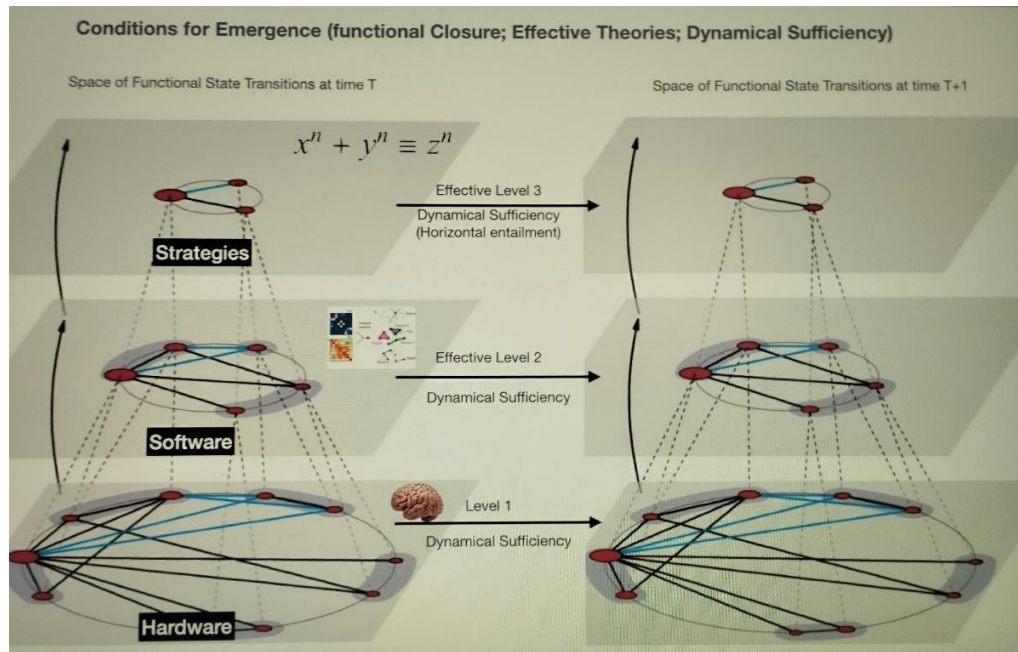 Conditions for Emergence (functional Closure; Effective Theories; Dynamical Sufficiency)
Space of Functional State Transitions at time T
Space of Functional State Transitions at time T+1
xⁿ + yⁿ ≡ zⁿ
Effective Level 3
Dynamical Sufficiency
(Horizontal entailment)
Strategies
Effective Level 2
Dynamical Sufficiency
Software
Level 1
Dynamical Sufficiency
Hardware